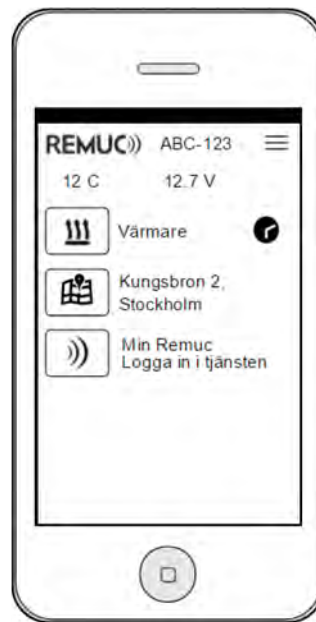 REMUC ABC-123
12 C 12.7 V
Värmare
Kungsbron 2,
Stockholm
Min Remuc
Logga in i tjänsten